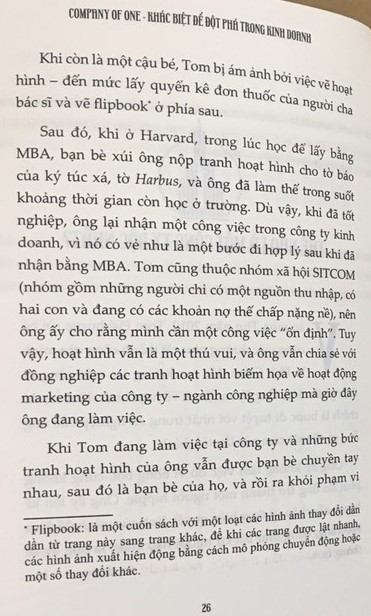 COMPANY OF ONE - KHÁC BIỆT ĐỂ ĐỘT PHÁ TRONG KINH DOANH
Khi còn là một cậu bé, Tom bị ám ảnh bởi việc vẽ hoạt
hình – đến mức lấy quyển kê đơn thuốc của người cha
bác sĩ và vẽ flipbook* ở phía sau.
Sau đó, khi ở Harvard, trong lúc học để lấy bằng
MBA, bạn bè xúi ông nộp tranh hoạt hình cho tờ báo
của ký túc xá, tờ Harbus, và ông đã làm thế trong suốt
khoảng thời gian còn học ở trường. Dù vậy, khi đã tốt
nghiệp, ông lại nhận một công việc trong công ty kinh
doanh, vì nó có vẻ như là một bước đi hợp lý sau khi đã
nhận bằng MBA. Tom cũng thuộc nhóm xã hội SITCOM
(nhóm gồm những người chỉ có một nguồn thu nhập, có
hai con và đang có các khoản nợ thế chấp nặng nề), nên
ông ấy cho rằng mình cần một công việc “ổn định”. Tuy
vậy, hoạt hình vẫn là một thú vui, và ông vẫn chia sẻ với
đồng nghiệp các tranh hoạt hình biếm họa về hoạt động
marketing của công ty – ngành công nghiệp mà giờ đây
ông đang làm việc.
Khi Tom đang làm việc tại công ty và những bức
tranh hoạt hình của ông vẫn được bạn bè chuyền tay
nhau, sau đó là bạn bè của họ, và rồi ra khỏi phạm vi
* Flipbook: là một cuốn sách với một loạt các hình ảnh thay đổi dần
dần từ trang này sang trang khác, để khi các trang được lật nhanh,
các hình ảnh xuất hiện động bằng cách mô phỏng chuyển động hoặc
một số thay đổi khác.
26